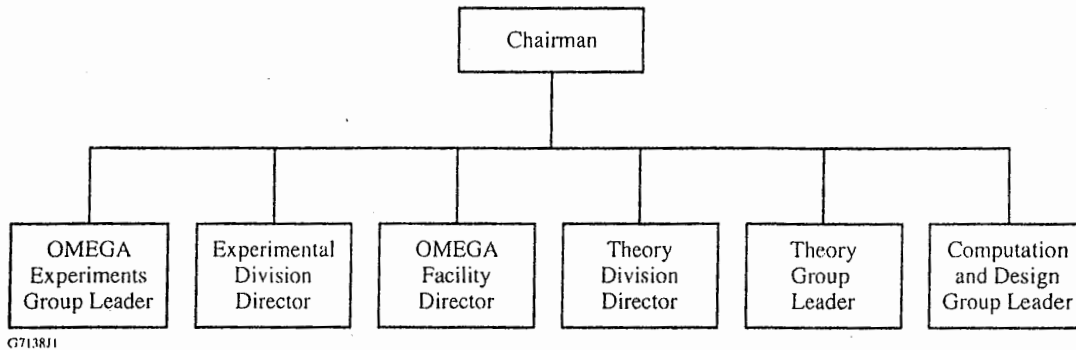 Chairman
OMEGA
Experiments
Group Leader
Experimental
Division
Director
OMEGA
Facility
Director
Theory
Division
Director
Theory
Group
Leader
Computation
and Design
Group Leader
G7138J1